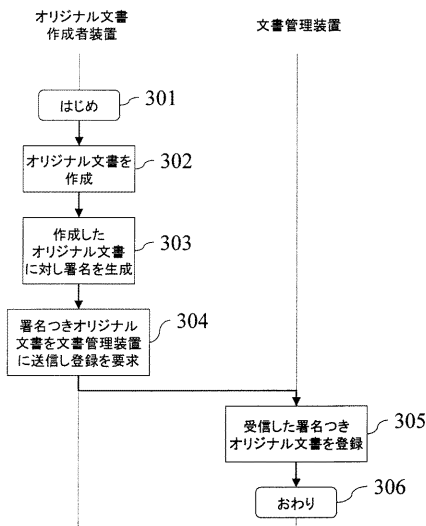 オリジナル文書
作成者装置
文書管理装置
はじめ
301
オリジナル文書を
作成
302
作成した
オリジナル文書
に対し署名を生成
303
署名つきオリジナル
文書を文書管理装置
に送信し登録を要求
304
受信した署名つき
オリジナル文書を登録
305
おわり
306